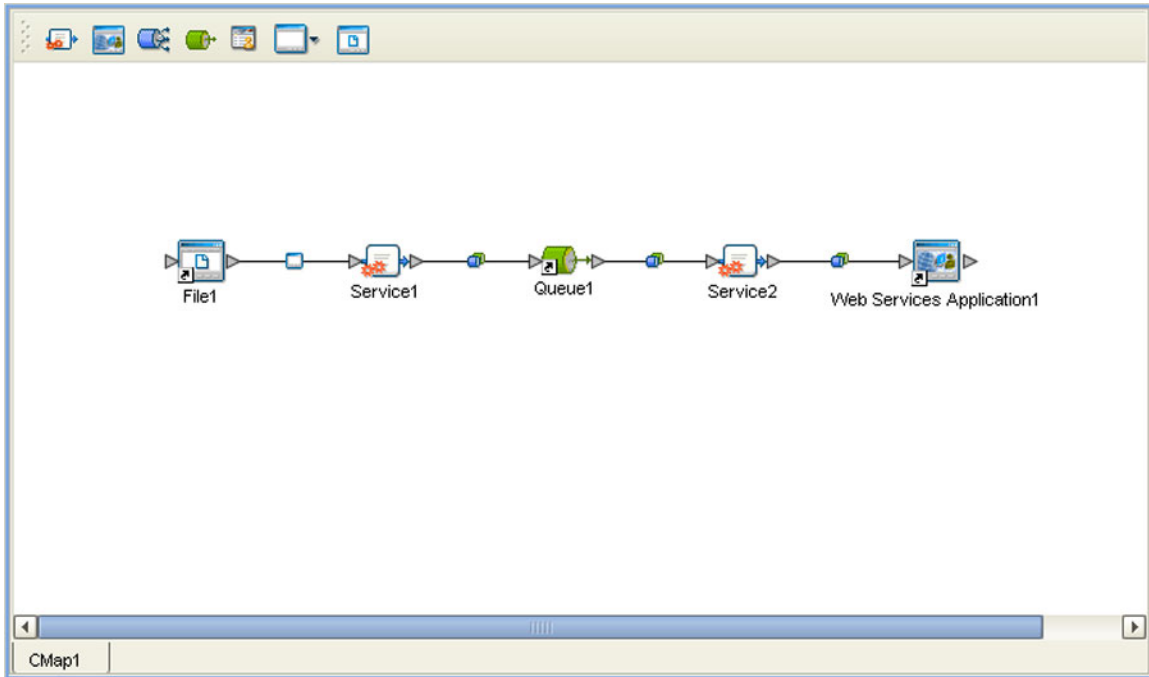 File1
Service1
Queue1
Service2
Web Services Application1
CMap1